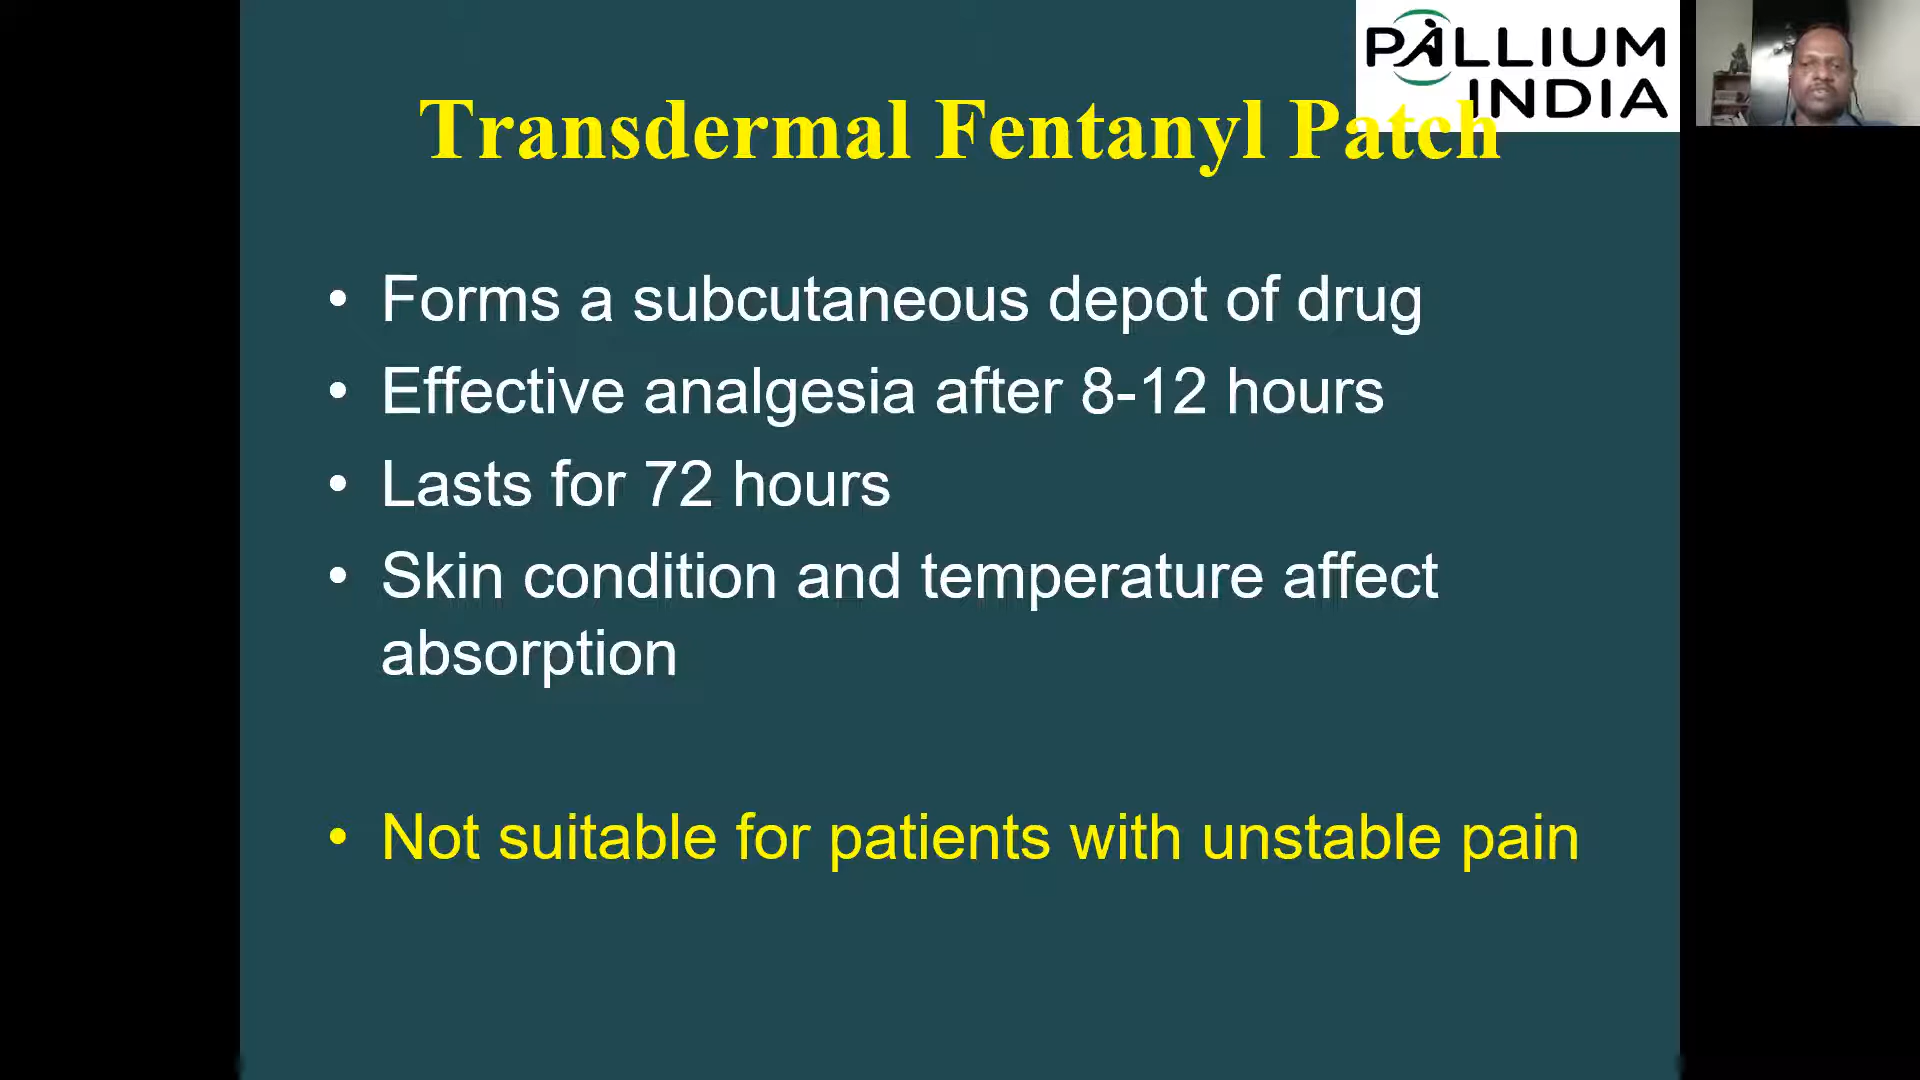 PALLIUM
INDIA
Transdermal Fentanyl Patch
• Forms a subcutaneous depot of drug
• Effective analgesia after 8-12 hours
• Lasts for 72 hours
• Skin condition and temperature affect
absorption
• Not suitable for patients with unstable pain